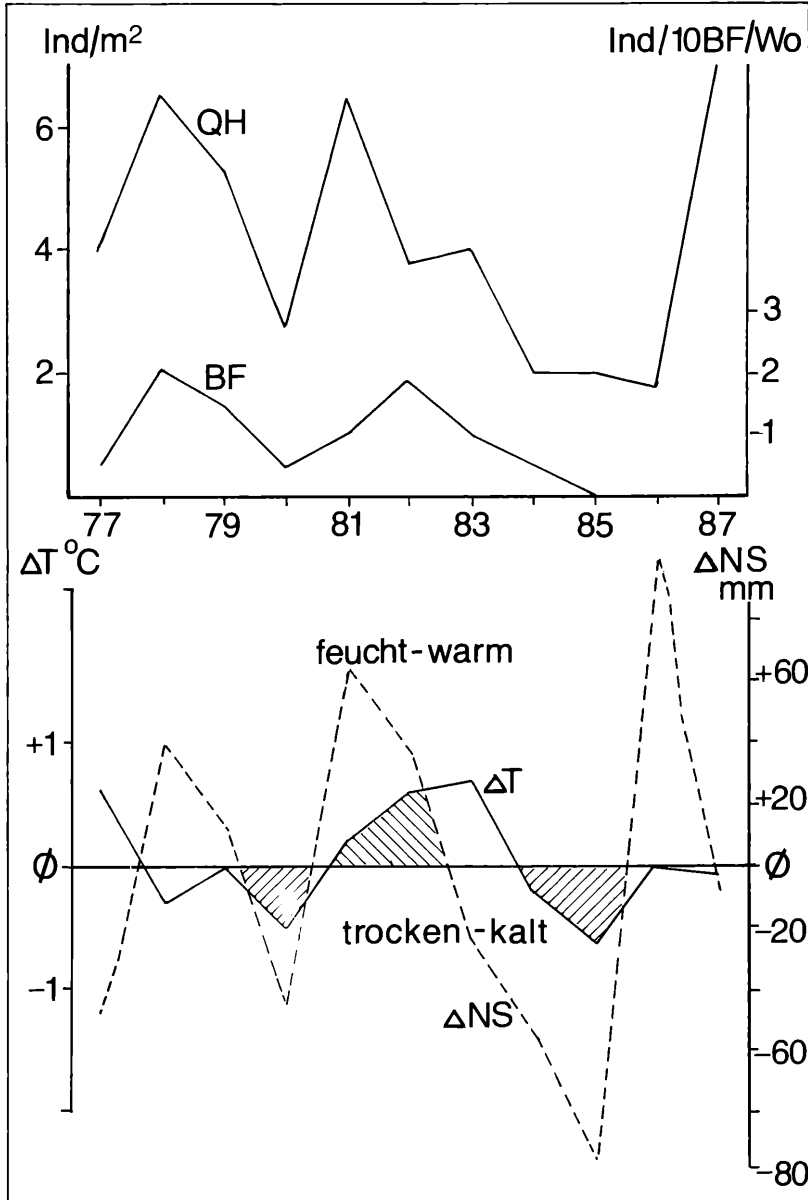 Ind/m²
Ind/10BF/Wo
6
QH
4
3
2
BF
2
1
77 79 81 83 85 87
ΔT °C
ΔNS
mm
feucht-warm
+60
+1
ΔT
+20
Ø
Ø
trocken-kalt
-20
-1
ΔNS
-60
-80